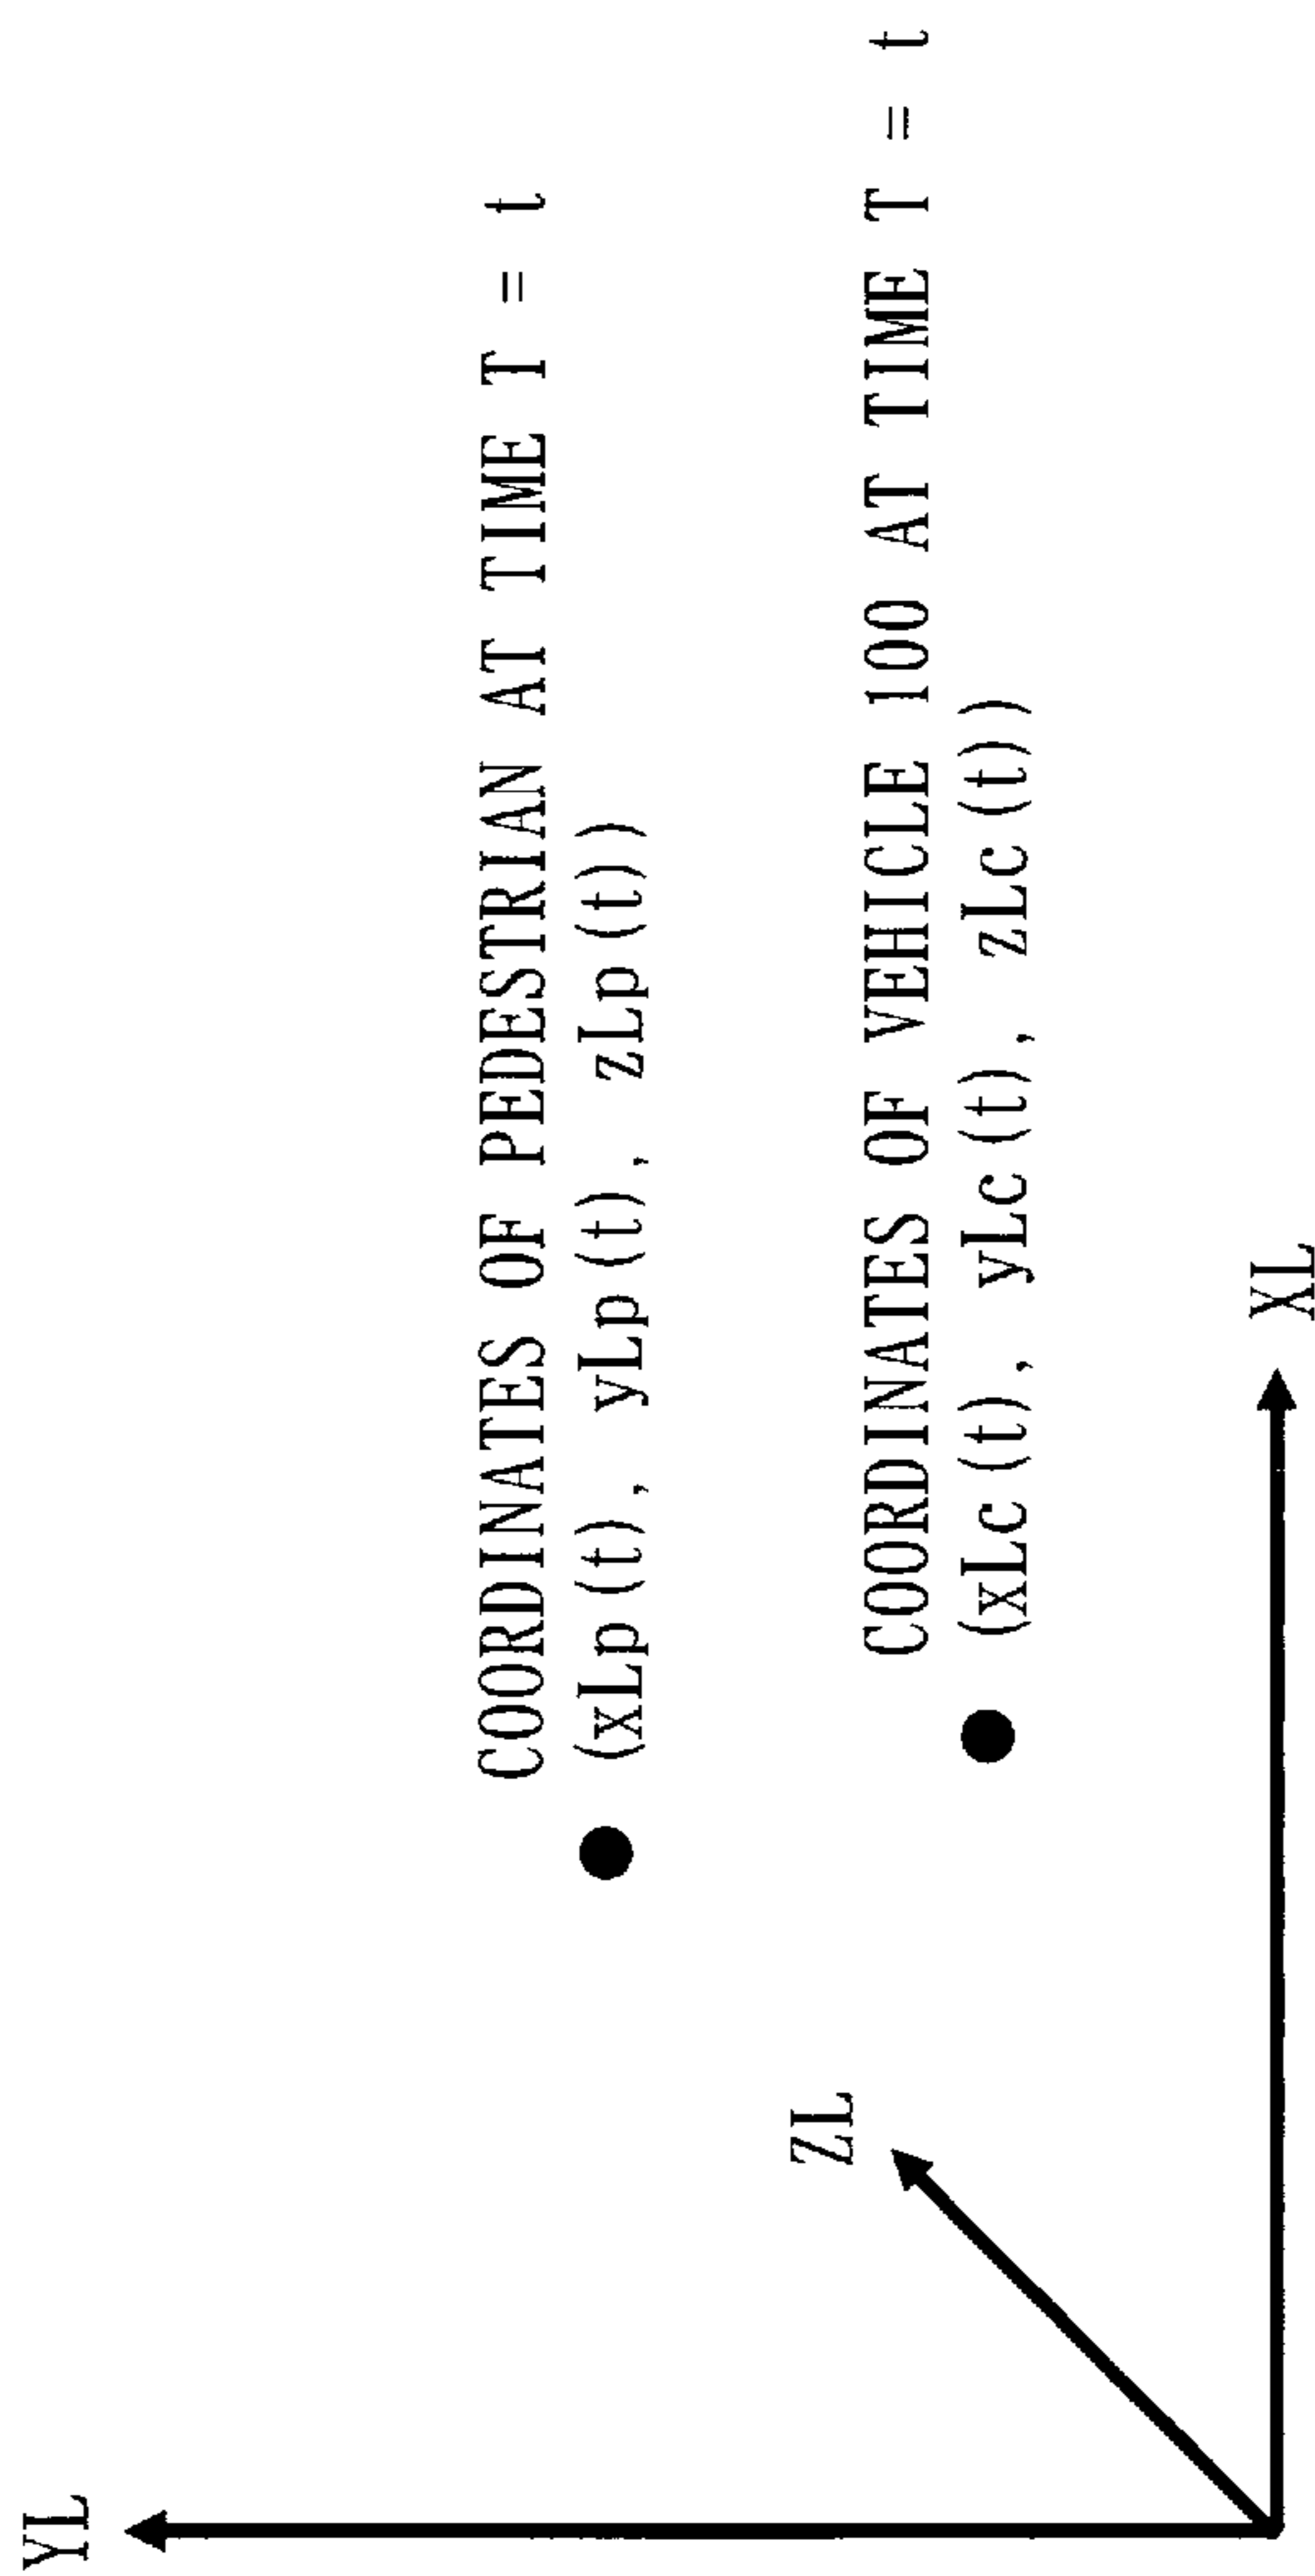 YL
COORDINATES OF PEDESTRIAN AT TIME T = t
(xLp(t), yLp(t), zLp(t))
ZL
COORDINATES OF VEHICLE 100 AT TIME T = t
(xLc(t), yLc(t), zLc(t))
XL